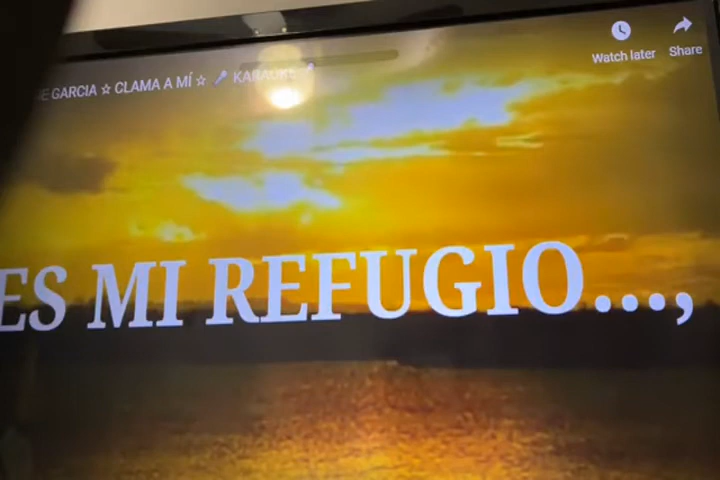 Watch later
Share
GARCIA ☆ CLAMA A MÍ ☆ 🎤 KARAOKE
ES MI REFUGIO...,